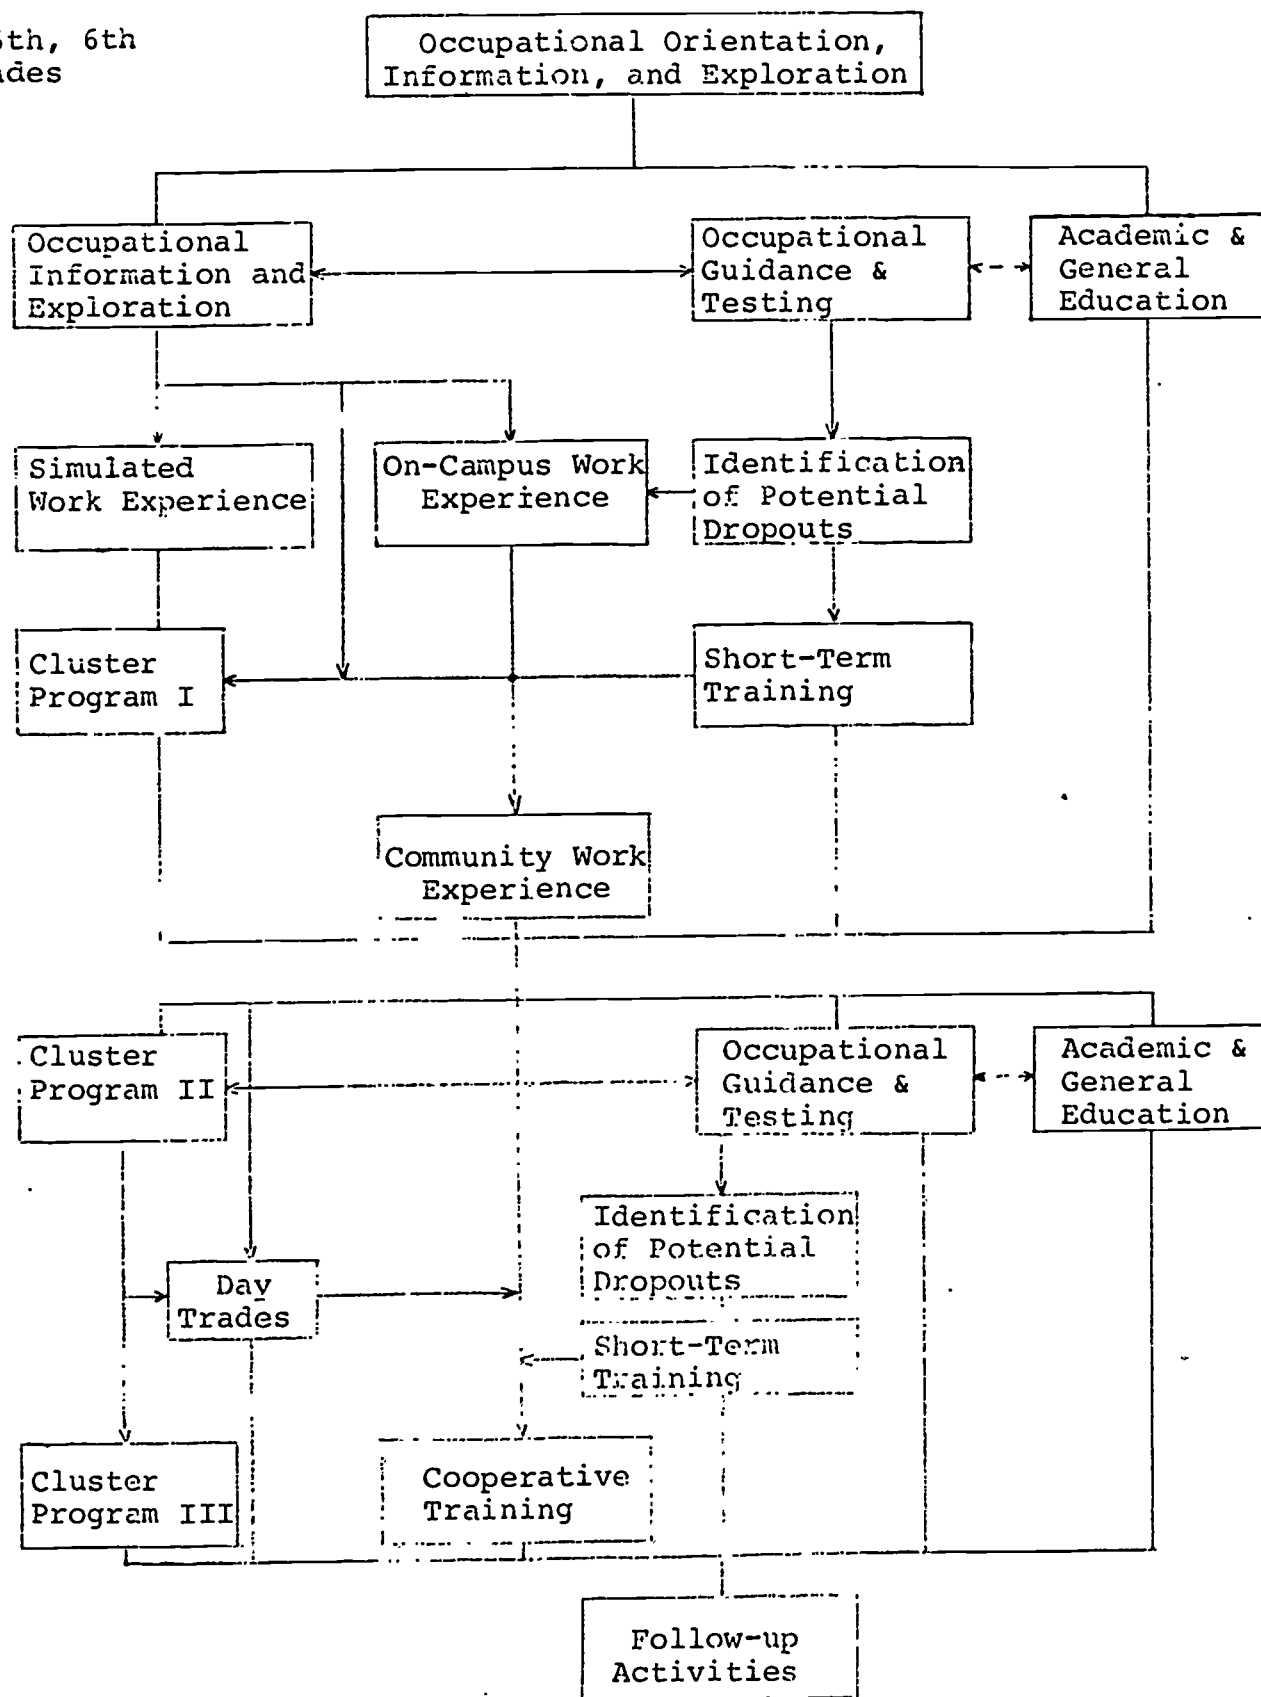 6th
Occupational Orientation,
Information, and Exploration
Occupational
Information and
Exploration
Occupational
Guidance &
Testing
Academic &
General
Education
Simulated
Work Experience
On-Campus Work
Experience
Identification
of Potential
Dropouts
Cluster
Program I
Short-Term
Training
Community Work
Experience
Cluster
Program II
Occupational
Guidance &
Testing
Academic &
General
Education
Identification
of Potential
Dropouts
Day
Trades
Short-Term
Training
Cluster
Program III
Cooperative
Training
Follow-up
Activities